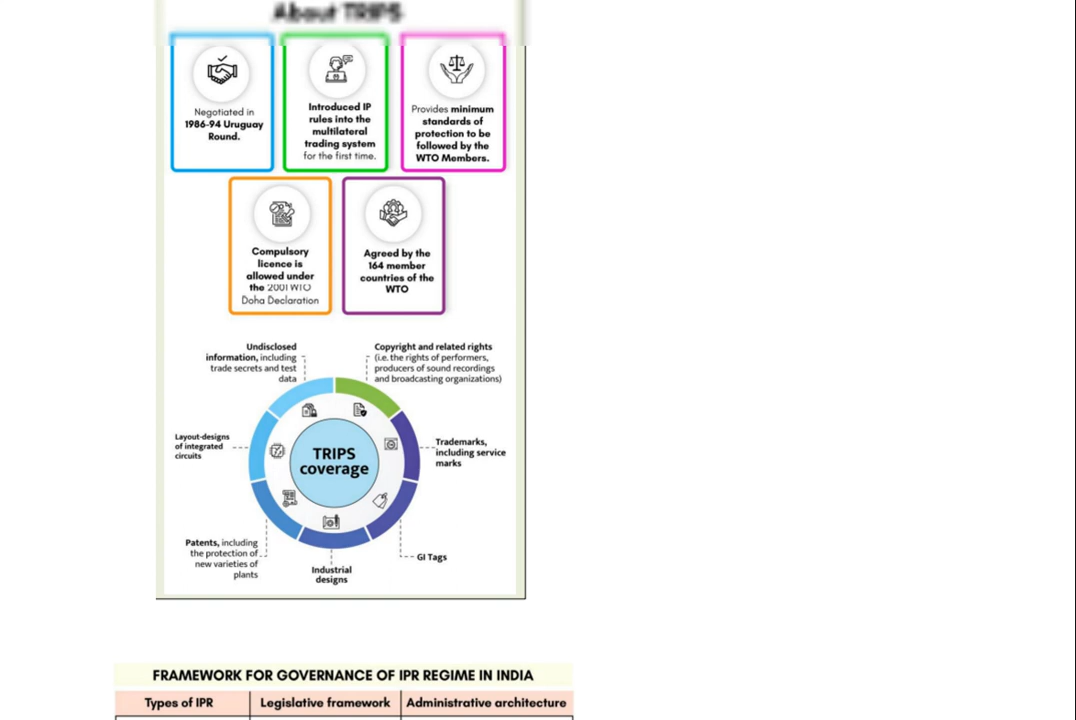 About TRIPS
Negotiated in
1986-94 Uruguay
Round.
Introduced IP
rules into the
multilateral
trading system
for the first time.
Provides minimum
standards of
protection to be
followed by the
WTO Members.
Compulsory
licence is
allowed under
the 2001 WTO
Doha Declaration
Agreed by the
164 member
countries of the
WTO
Undisclosed
information, including
trade secrets and test
data
Copyright and related rights
(i.e. the rights of performers,
producers of sound recordings
and broadcasting organizations)
Layout-designs
of integrated
circuits
TRIPS
coverage
Trademarks,
including service
marks
Patents, including
the protection of
new varieties of
plants
Industrial
designs
GI Tags
FRAMEWORK FOR GOVERNANCE OF IPR REGIME IN INDIA
Types of IPR
Legislative framework
Administrative architecture